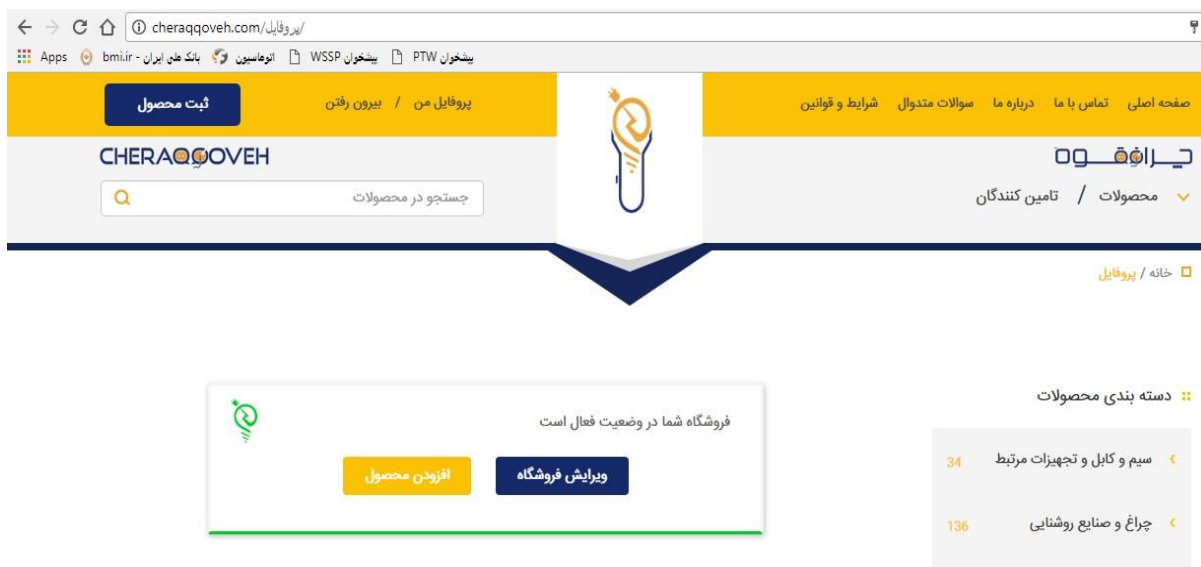 cheraqqoveh.com/پروفایل/
Apps بانک ملی ایران - bmi.ir اتوماسیون پیشخوان WSSP پیشخوان PTW
صفحه اصلی تماس با ما درباره ما سوالات متدوال شرایط و قوانین
پروفایل من / بیرون رفتن
ثبت محصول
چــراغ‌قــوه
CHERAQQOVEH
محصولات / تامین کنندگان
جستجو در محصولات
خانه / پروفایل
دسته بندی محصولات
فروشگاه شما در وضعیت فعال است
ویرایش فروشگاه افزودن محصول
سیم و کابل و تجهیزات مرتبط 34
چراغ و صنایع روشنایی 136